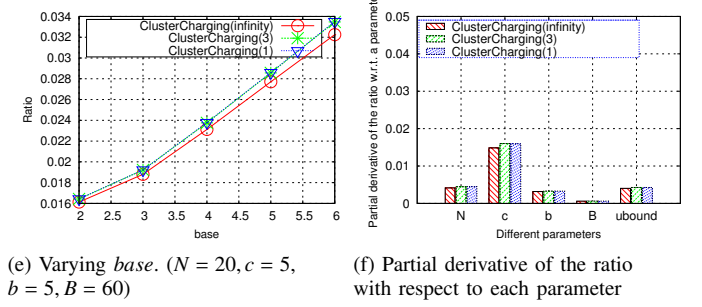 0.034
0.032
0.03
0.028
0.026
0.024
0.022
0.02
0.018
0.016
Ratio
ClusterCharging(infinity)
ClusterCharging(3)
ClusterCharging(1)
2 2.5 3 3.5 4 4.5 5 5.5 6
base
(e) Varying base. (N = 20, c = 5,
b = 5, B = 60)
Partial derivative of the ratio w.r.t. a parameter
0.05
0.04
0.03
0.02
0.01
0
ClusterCharging(infinity)
ClusterCharging(3)
ClusterCharging(1)
N c b B ubound
Different parameters
(f) Partial derivative of the ratio
with respect to each parameter